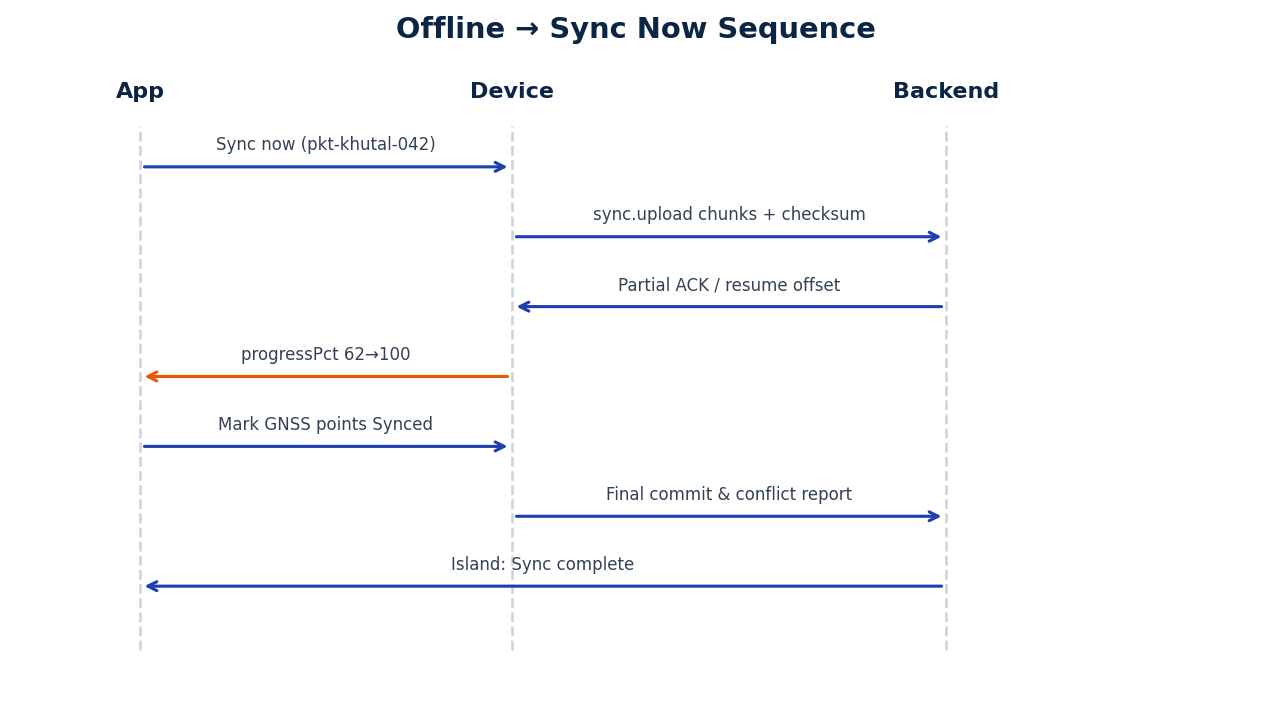 Offline → Sync Now Sequence
App
Device
Backend
Sync now (pkt-khutal-042)
sync.upload chunks + checksum
Partial ACK / resume offset
progressPct 62→100
Mark GNSS points Synced
Final commit & conflict report
Island: Sync complete